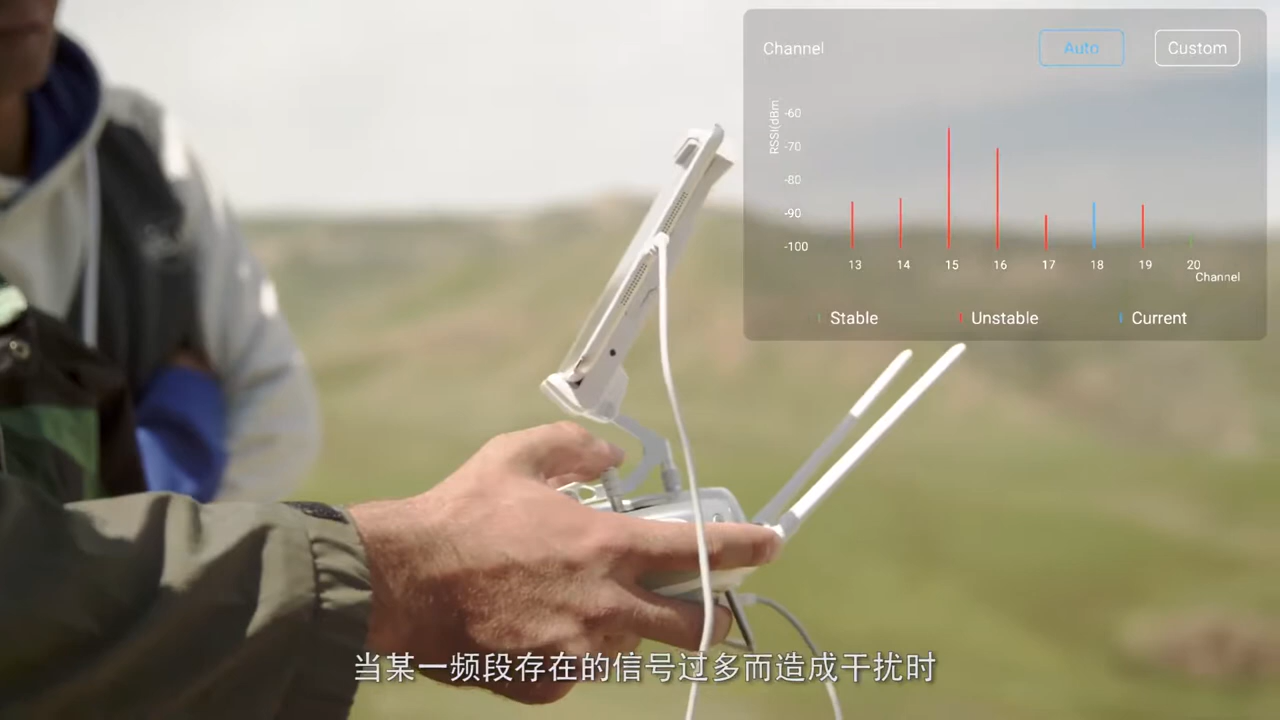 Channel
Auto
Custom
RSSI(dBm
-60
-70
-80
-90
-100
13 14 15 16 17 18 19 20
Channel
Stable Unstable Current
当某一频段存在的信号过多而造成干扰时